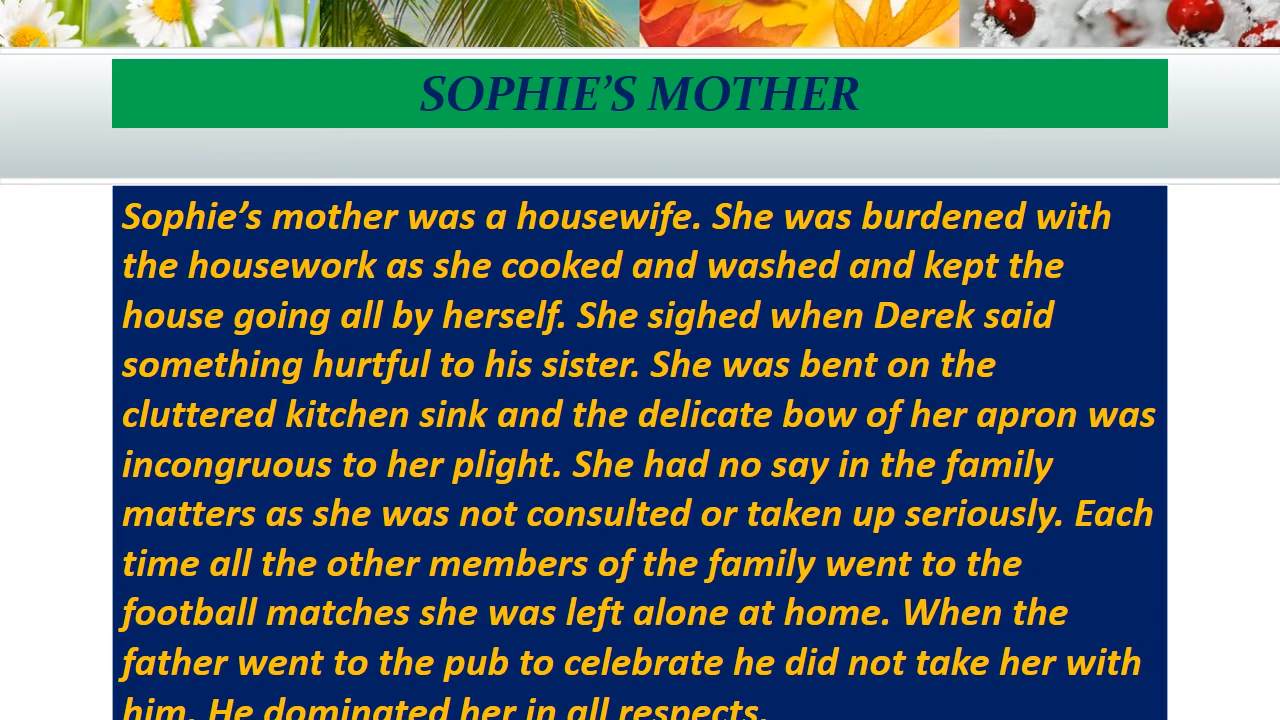 SOPHIE’S MOTHER
Sophie’s mother was a housewife. She was burdened with
the housework as she cooked and washed and kept the
house going all by herself. She sighed when Derek said
something hurtful to his sister. She was bent on the
cluttered kitchen sink and the delicate bow of her apron was
incongruous to her plight. She had no say in the family
matters as she was not consulted or taken up seriously. Each
time all the other members of the family went to the
football matches she was left alone at home. When the
father went to the pub to celebrate he did not take her with
him. He dominated her in all respects.